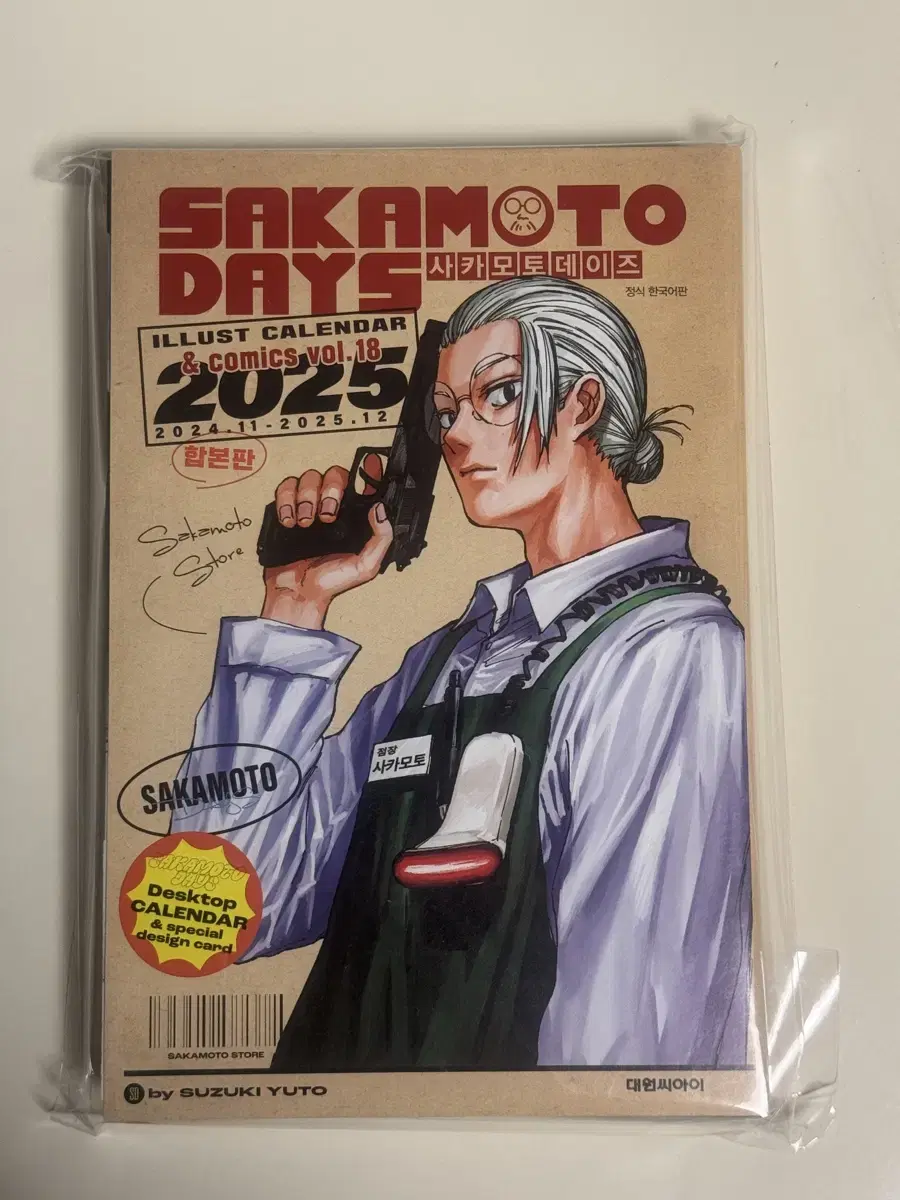 SAKAMOTO
DAYS
사카모토데이즈
정식 한국어판
ILLUST CALENDAR
& comics vol.18
2025
2024.11-2025.12
합본판
Sakamoto
Store
점장
사카모토
SAKAMOTO
SAKAMOTO
DAYS
Desktop
CALENDAR
& special
design card
SAKAMOTO STORE
by SUZUKI YUTO
대원씨아이